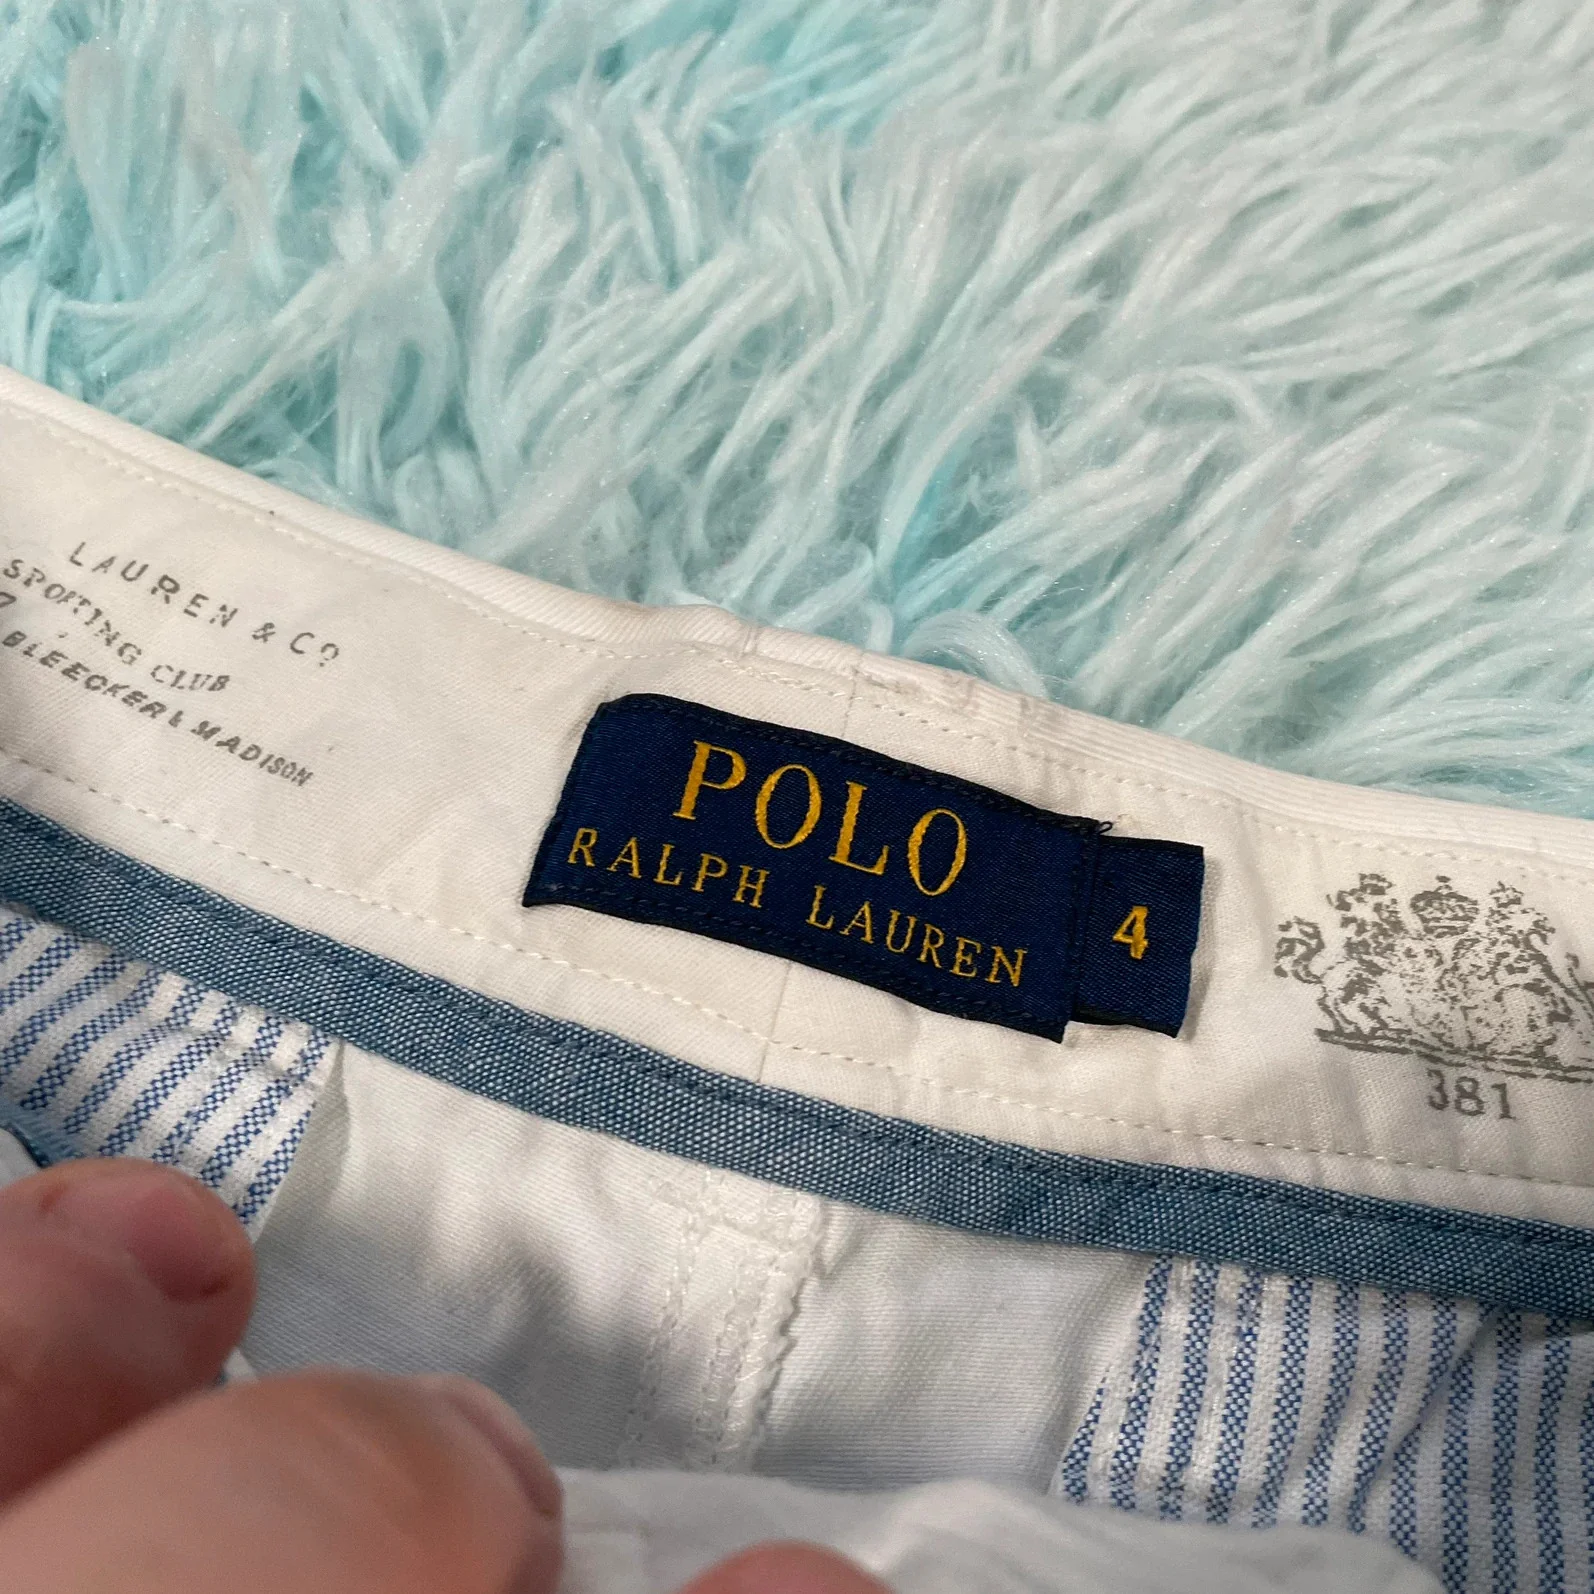 LAUREN & Cº
SPORTING CLUB
BLEECKER & MADISON
POLO
RALPH LAUREN
4
381